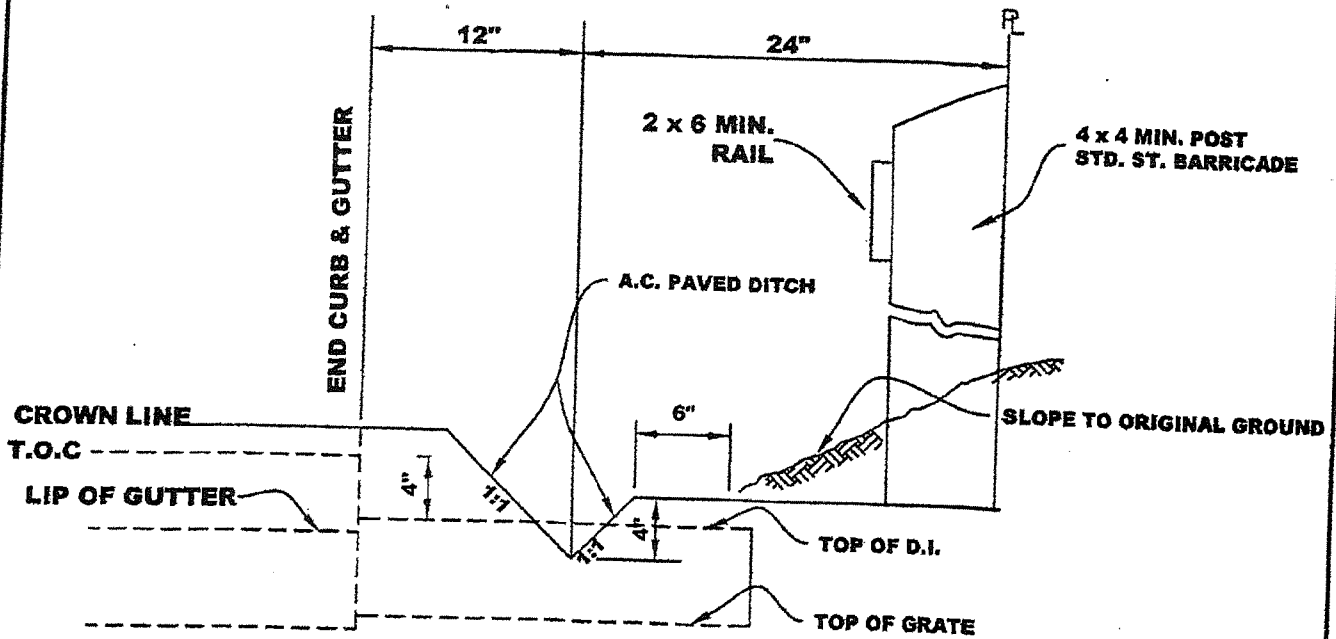 PL
12"
24"
END CURB & GUTTER
2 x 6 MIN.
RAIL
4 x 4 MIN. POST
STD. ST. BARRICADE
A.C. PAVED DITCH
CROWN LINE
T.O.C
LIP OF GUTTER
4"
1:1
6"
SLOPE TO ORIGINAL GROUND
4"
1:1
TOP OF D.I.
TOP OF GRATE